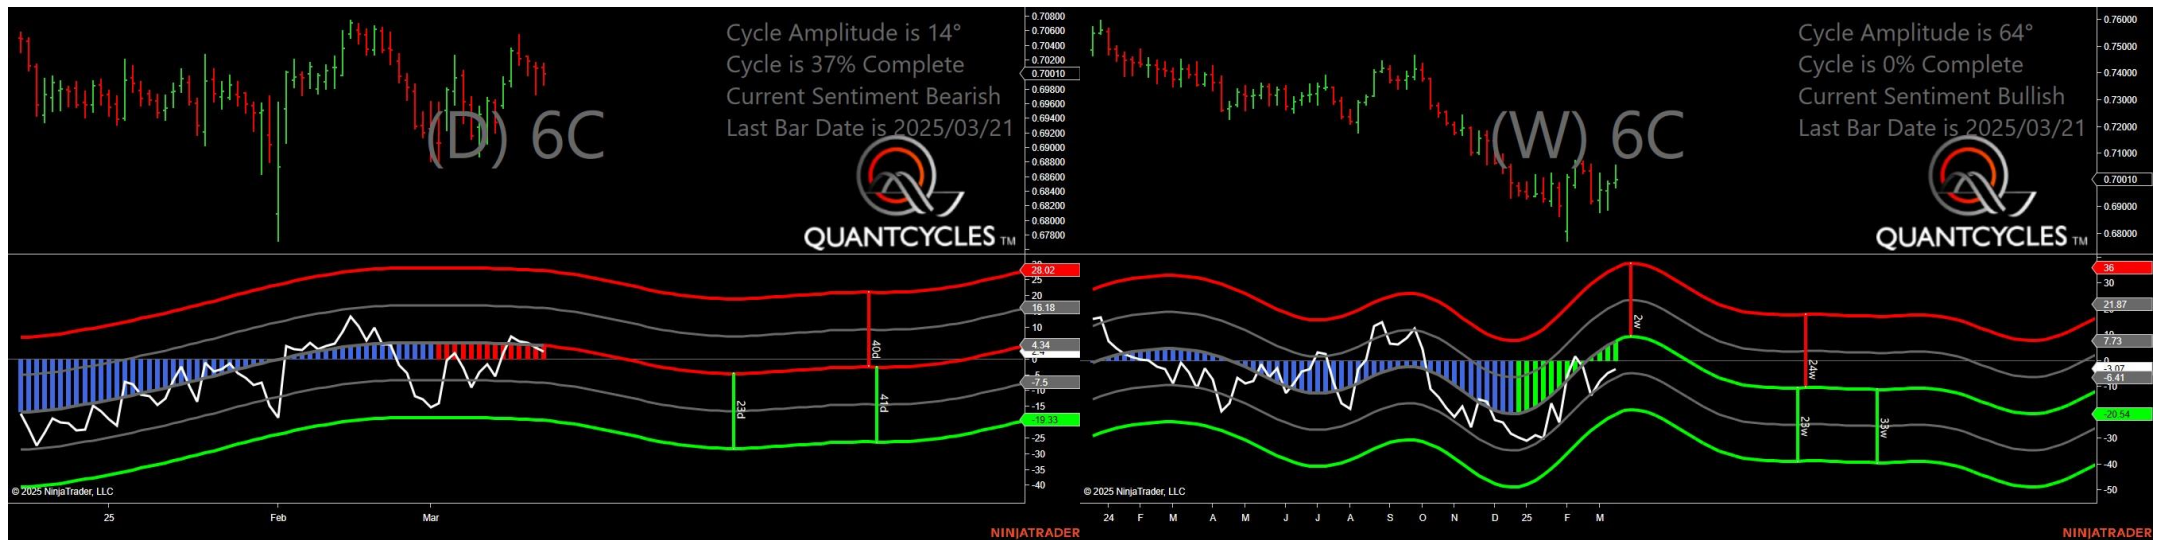 Cycle Amplitude is 14°
Cycle is 37% Complete
Current Sentiment Bearish
Last Bar Date is 2025/03/21
(D) 6C
QUANTCYCLES TM
0.70800
0.70600
0.70400
0.70200
0.70010
0.69800
0.69600
0.69400
0.69200
0.69000
0.68800
0.68600
0.68400
0.68200
0.68000
0.67800
28.02
25
20
16.18
10
4.34
2.4
0
-5
-7.5
-15
-19.33
-25
-30
-35
-40
40d
23d
41d
© 2025 NinjaTrader, LLC
25
Feb
Mar
NINJATRADER
Cycle Amplitude is 64°
Cycle is 0% Complete
Current Sentiment Bullish
Last Bar Date is 2025/03/21
(W) 6C
QUANTCYCLES TM
0.76000
0.75000
0.74000
0.73000
0.72000
0.71000
0.70010
0.69000
0.68000
36
30
21.87
10
7.73
0
-3.07
-6.41
-10
-20.54
-30
-40
-50
2w
24w
23w
33w
© 2025 NinjaTrader, LLC
24 F M A M J J A S O N D 25 F M
NINJATRADER